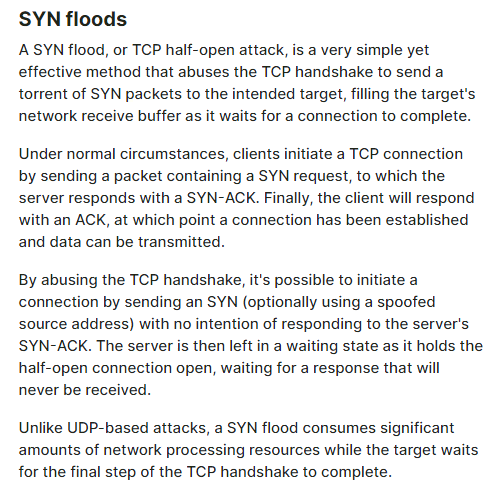 SYN floods
A SYN flood, or TCP half-open attack, is a very simple yet
effective method that abuses the TCP handshake to send a
torrent of SYN packets to the intended target, filling the target's
network receive buffer as it waits for a connection to complete.
Under normal circumstances, clients initiate a TCP connection
by sending a packet containing a SYN request, to which the
server responds with a SYN-ACK. Finally, the client will respond
with an ACK, at which point a connection has been established
and data can be transmitted.
By abusing the TCP handshake, it's possible to initiate a
connection by sending an SYN (optionally using a spoofed
source address) with no intention of responding to the server's
SYN-ACK. The server is then left in a waiting state as it holds the
half-open connection open, waiting for a response that will
never be received.
Unlike UDP-based attacks, a SYN flood consumes significant
amounts of network processing resources while the target waits
for the final step of the TCP handshake to complete.